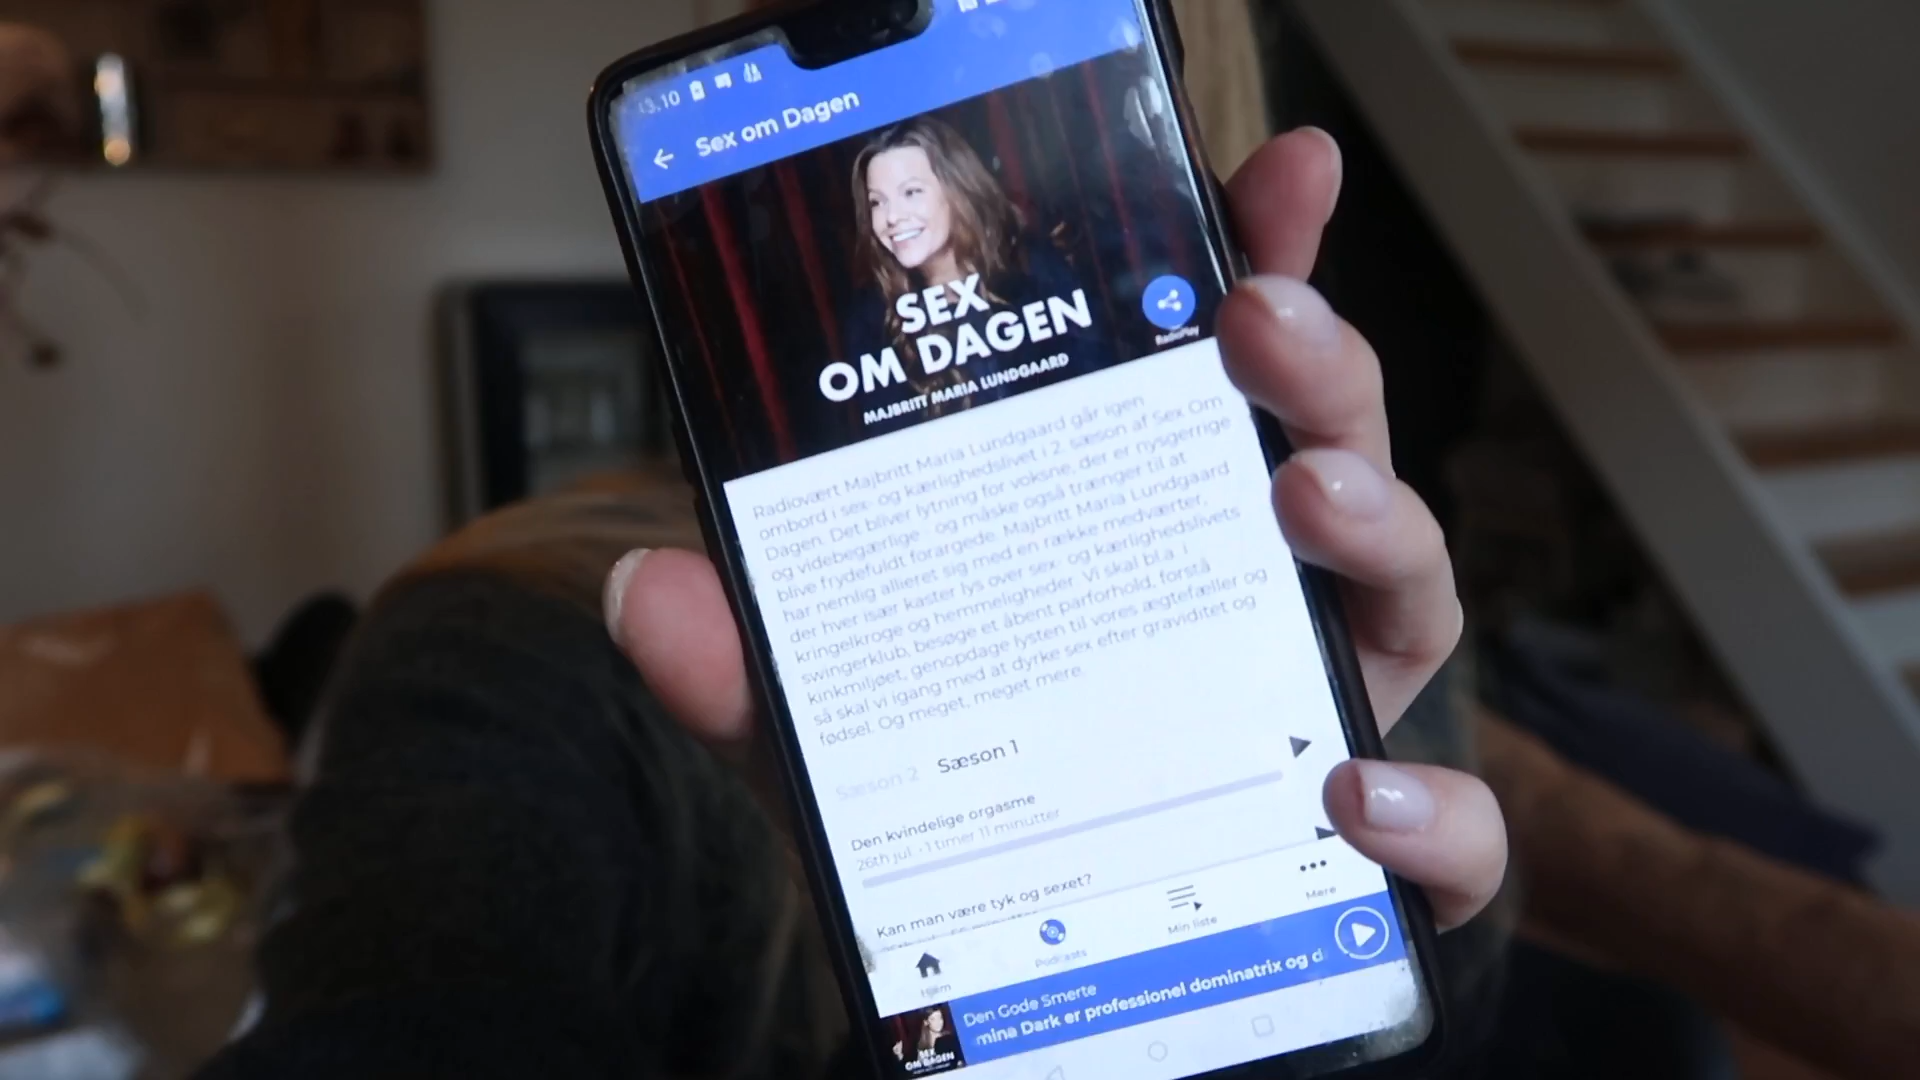 13.10
Sex om Dagen
SEX
OM DAGEN
MAJBRITT MARIA LUNDGAARD
RadioPlay
Radiovært Majbritt Maria Lundgaard går igen
ombord i sex- og kærlighedslivet i 2. sæson af Sex Om
Dagen. Det bliver lytning for voksne, der er nysgerrige
og videbegærlige - og måske også trænger til at
blive frydefuldt forargede. Majbritt Maria Lundgaard
har nemlig allieret sig med en række medværter,
der hver især kaster lys over sex- og kærlighedslivets
kringelkroge og hemmeligheder. Vi skal bl.a. i
swingerklub, besøge et åbent parforhold, forstå
kinkmiljøet, genopdage lysten til vores ægtefæller og
så skal vi igang med at dyrke sex efter graviditet og
fødsel. Og meget, meget mere.
Sæson 2 Sæson 1
Den kvindelige orgasme
26th jul. · 1 timer 11 minutter
Kan man være tyk og sexet?
Hjem Podcasts Min liste Mere
Den Gode Smerte
mina Dark er professionel dominatrix og d
SEX
OM DAGEN